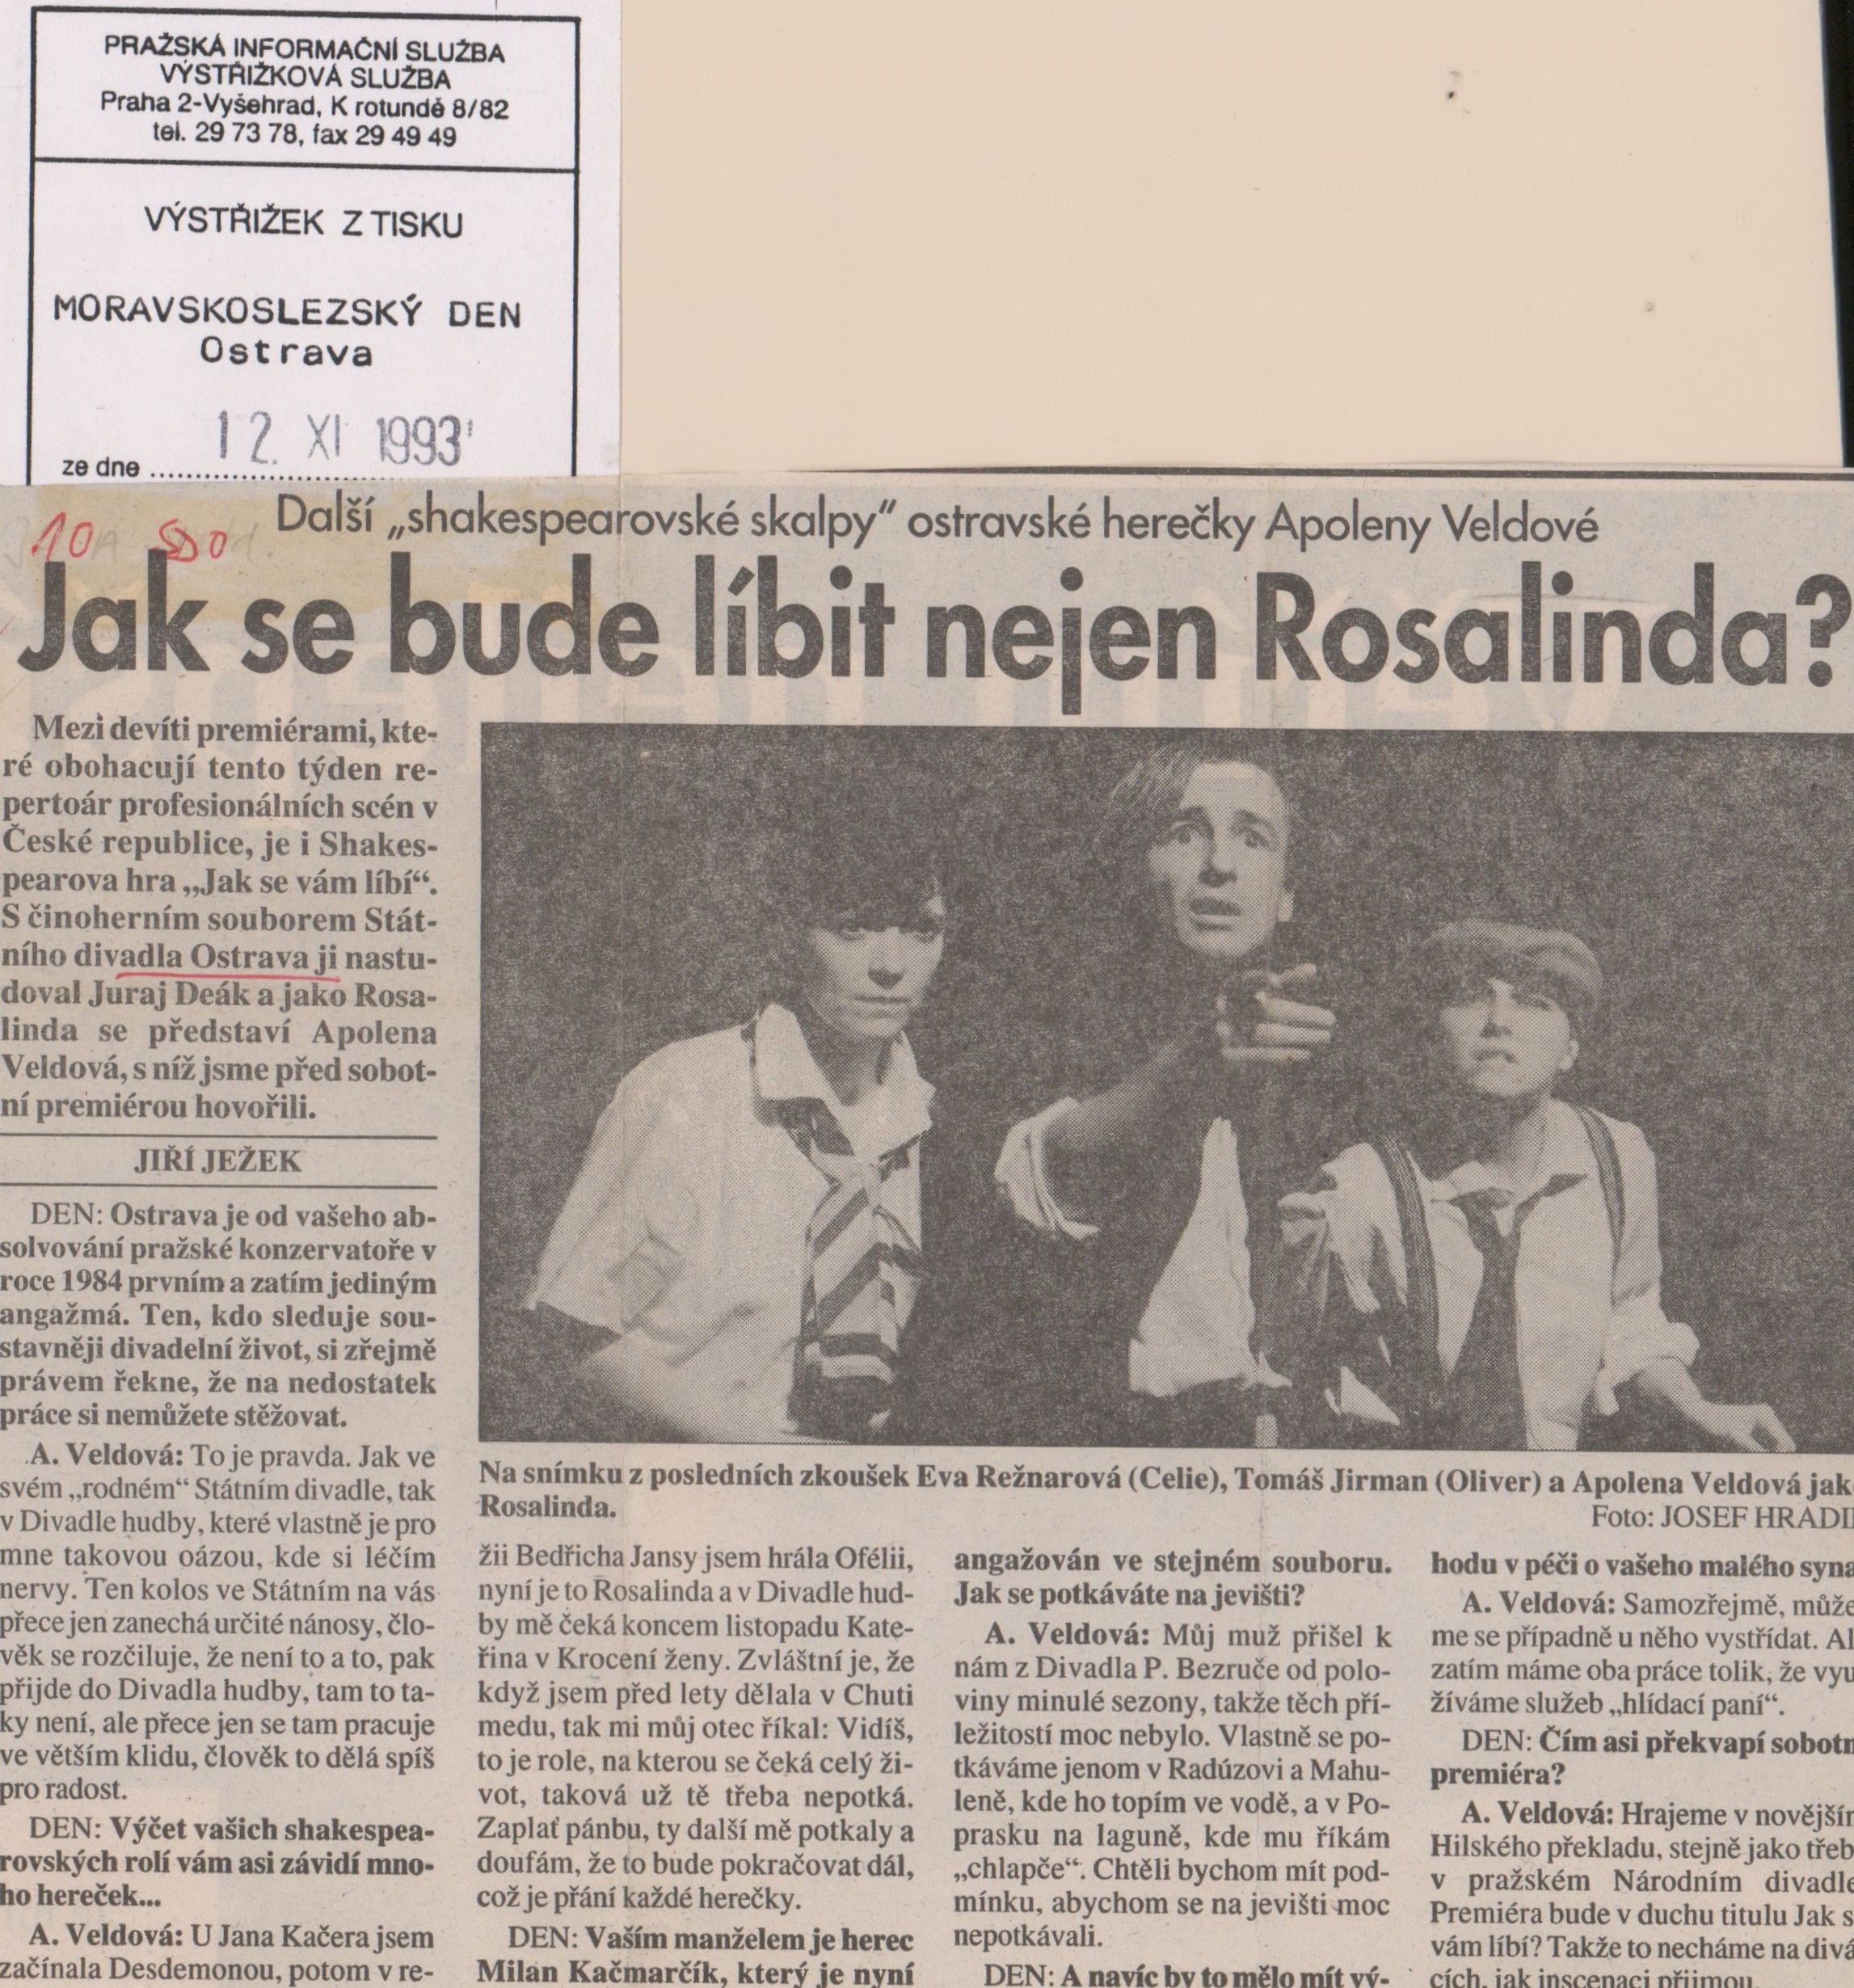 PRAŽSKÁ INFORMAČNÍ SLUŽBA
VÝSTŘIŽKOVÁ SLUŽBA
Praha 2-Vyšehrad, K rotundě 8/82
tel. 29 73 78, fax 29 49 49
VÝSTŘIŽEK Z TISKU
MORAVSKOSLEZSKÝ DEN
Ostrava
12. XI 1993
ze dne
10 SDO
Další „shakespearovské skalpy“ ostravské herečky Apoleny Veldové
Jak se bude líbit nejen Rosalinda?
Mezi devíti premiérami, kte-
ré obohacují tento týden re-
pertoár profesionálních scén v
České republice, je i Shakes-
pearova hra „Jak se vám líbí“.
S činoherním souborem Stát-
ního divadla Ostrava ji nastu-
doval Juraj Deák a jako Rosa-
linda se představí Apolena
Veldová, s níž jsme před sobot-
ní premiérou hovořili.
JIŘÍ JEŽEK
DEN: Ostrava je od vašeho ab-
solvování pražské konzervatoře v
roce 1984 prvním a zatím jediným
angažmá. Ten, kdo sleduje sou-
stavněji divadelní život, si zřejmě
právem řekne, že na nedostatek
práce si nemůžete stěžovat.
A. Veldová: To je pravda. Jak ve
svém „rodném“ Státním divadle, tak
v Divadle hudby, které vlastně je pro
mne takovou oázou, kde si léčím
nervy. Ten kolos ve Státním na vás
přece jen zanechá určité nánosy, člo-
věk se rozčiluje, že není to a to, pak
přijde do Divadla hudby, tam to ta-
ky není, ale přece jen se tam pracuje
ve větším klidu, člověk to dělá spíš
pro radost.
DEN: Výčet vašich shakespea-
rovských rolí vám asi závidí mno-
ho hereček...
A. Veldová: U Jana Kačera jsem
začínala Desdemonou, potom v re-
Na snímku z posledních zkoušek Eva Režnarová (Celie), Tomáš Jirman (Oliver) a Apolena Veldová jako
Rosalinda.
Foto: JOSEF HRADI
žii Bedřicha Jansy jsem hrála Ofélii,
nyní je to Rosalinda a v Divadle hud-
by mě čeká koncem listopadu Kate-
řina v Krocení ženy. Zvláštní je, že
když jsem před lety dělala v Chuti
medu, tak mi můj otec říkal: Vidíš,
to je role, na kterou se čeká celý ži-
vot, taková už tě třeba nepotká.
Zaplať pánbu, ty další mě potkaly a
doufám, že to bude pokračovat dál,
což je přání každé herečky.
DEN: Vaším manželem je herec
Milan Kačmarčík, který je nyní
angažován ve stejném souboru.
Jak se potkáváte na jevišti?
A. Veldová: Můj muž přišel k
nám z Divadla P. Bezruče od polo-
viny minulé sezony, takže těch pří-
ležitostí moc nebylo. Vlastně se po-
tkáváme jenom v Radúzovi a Mahu-
leně, kde ho topím ve vodě, a v Po-
prasku na laguně, kde mu říkám
„chlapče“. Chtěli bychom mít pod-
mínku, abychom se na jevišti moc
nepotkávali.
DEN: A navíc by to mělo mít vý-
hodu v péči o vašeho malého syna
A. Veldová: Samozřejmě, může
me se případně u něho vystřídat. Al
zatím máme oba práce tolik, že vyu
žíváme služeb „hlídací paní“.
DEN: Čím asi překvapí sobotn
premiéra?
A. Veldová: Hrajeme v novější
Hilského překladu, stejně jako třeb
v pražském Národním divadle
Premiéra bude v duchu titulu Jak s
vám líbí? Takže to necháme na divá
cích, jak inscenaci přijmou.